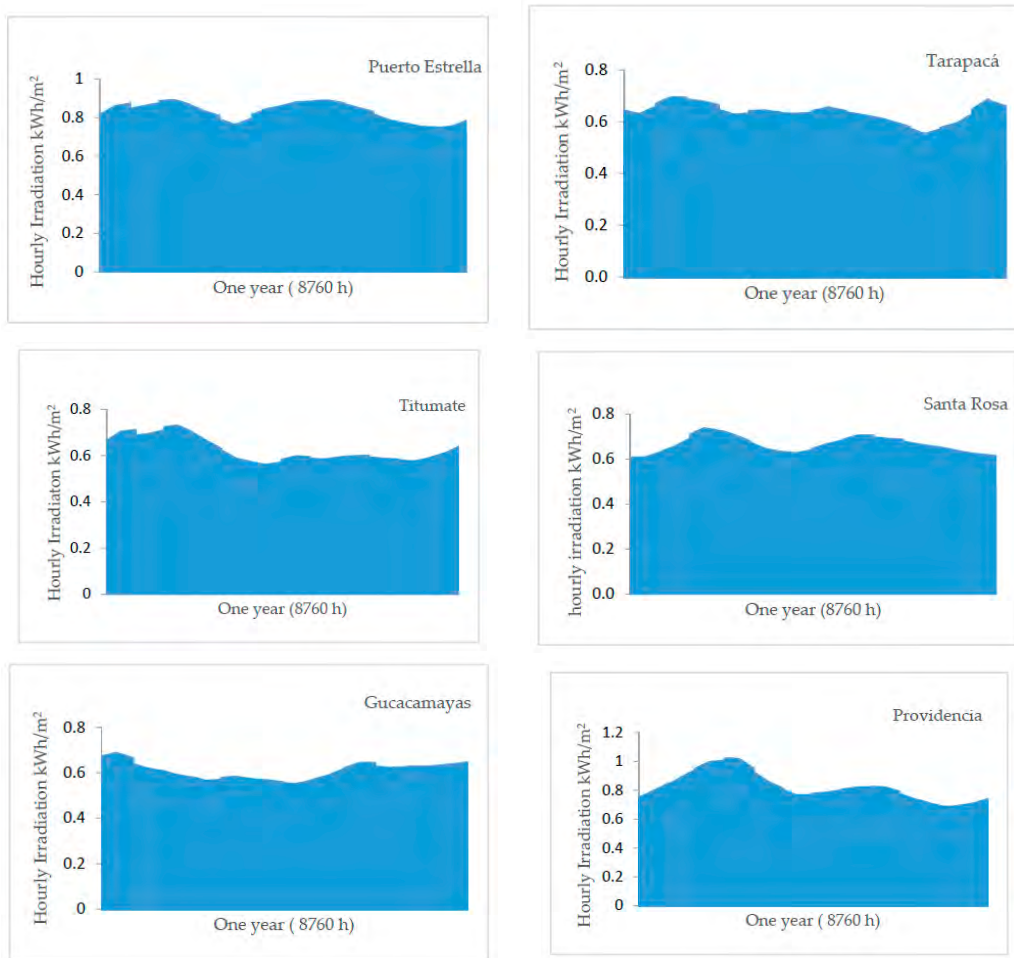 Puerto Estrella
Hourly Irradiation kWh/m²
1
0.8
0.6
0.4
0.2
0
One year ( 8760 h)
Tarapacá
Hourly Irradiation kWh/m²
0.8
0.6
0.4
0.2
0.0
One year (8760 h)
Titumate
Hourly Irradiaton kWh/m²
0.8
0.6
0.4
0.2
0
One year (8760 h)
Santa Rosa
hourly irradiation kWh/m²
0.8
0.6
0.4
0.2
0.0
One year (8760 h)
Gucacamayas
Hourly Irradiation kWh/m²
0.8
0.6
0.4
0.2
0
One year ( 8760 h)
Providencia
Hourly Irradiation kWh/m²
1.2
1
0.8
0.6
0.4
0.2
0
One year ( 8760 h)